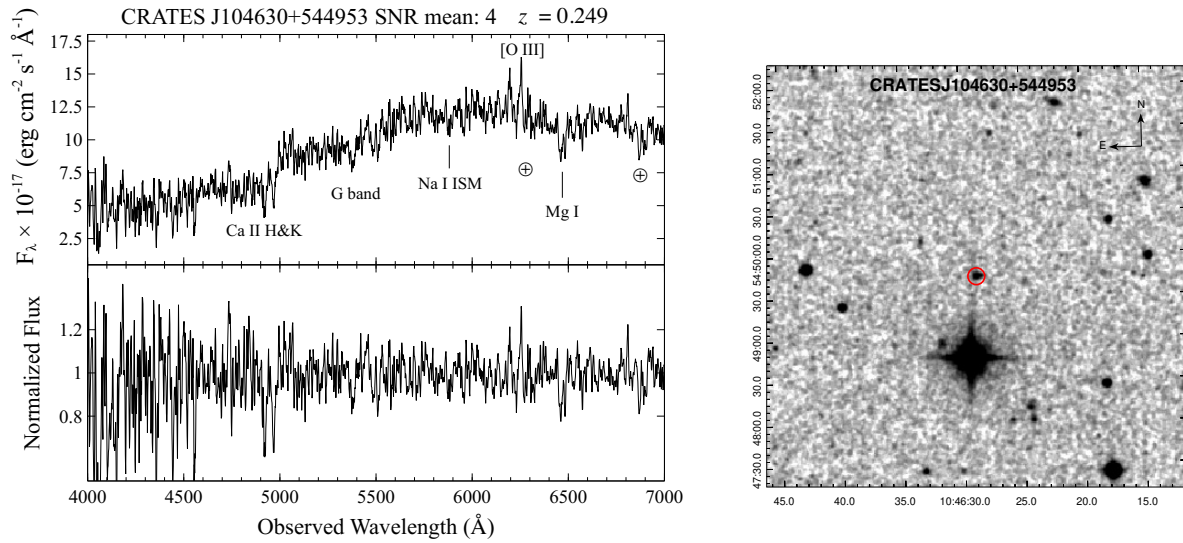 CRATES J104630+544953 SNR mean: 4 z = 0.249
17.5
15
12.5
10
7.5
5
2.5
F_λ × 10⁻¹⁷ (erg cm⁻² s⁻¹ Å⁻¹)
[O III]
Ca II H&K
G band
Na I ISM
⊕
Mg I
⊕
1.2
1
0.8
Normalized Flux
4000 4500 5000 5500 6000 6500 7000
Observed Wavelength (Å)
CRATESJ104630+544953
N
E
52:00.0
30.0
51:00.0
30.0
54:50:00.0
30.0
49:00.0
30.0
48:00.0
47:30.0
45.0 40.0 35.0 10:46:30.0 25.0 20.0 15.0